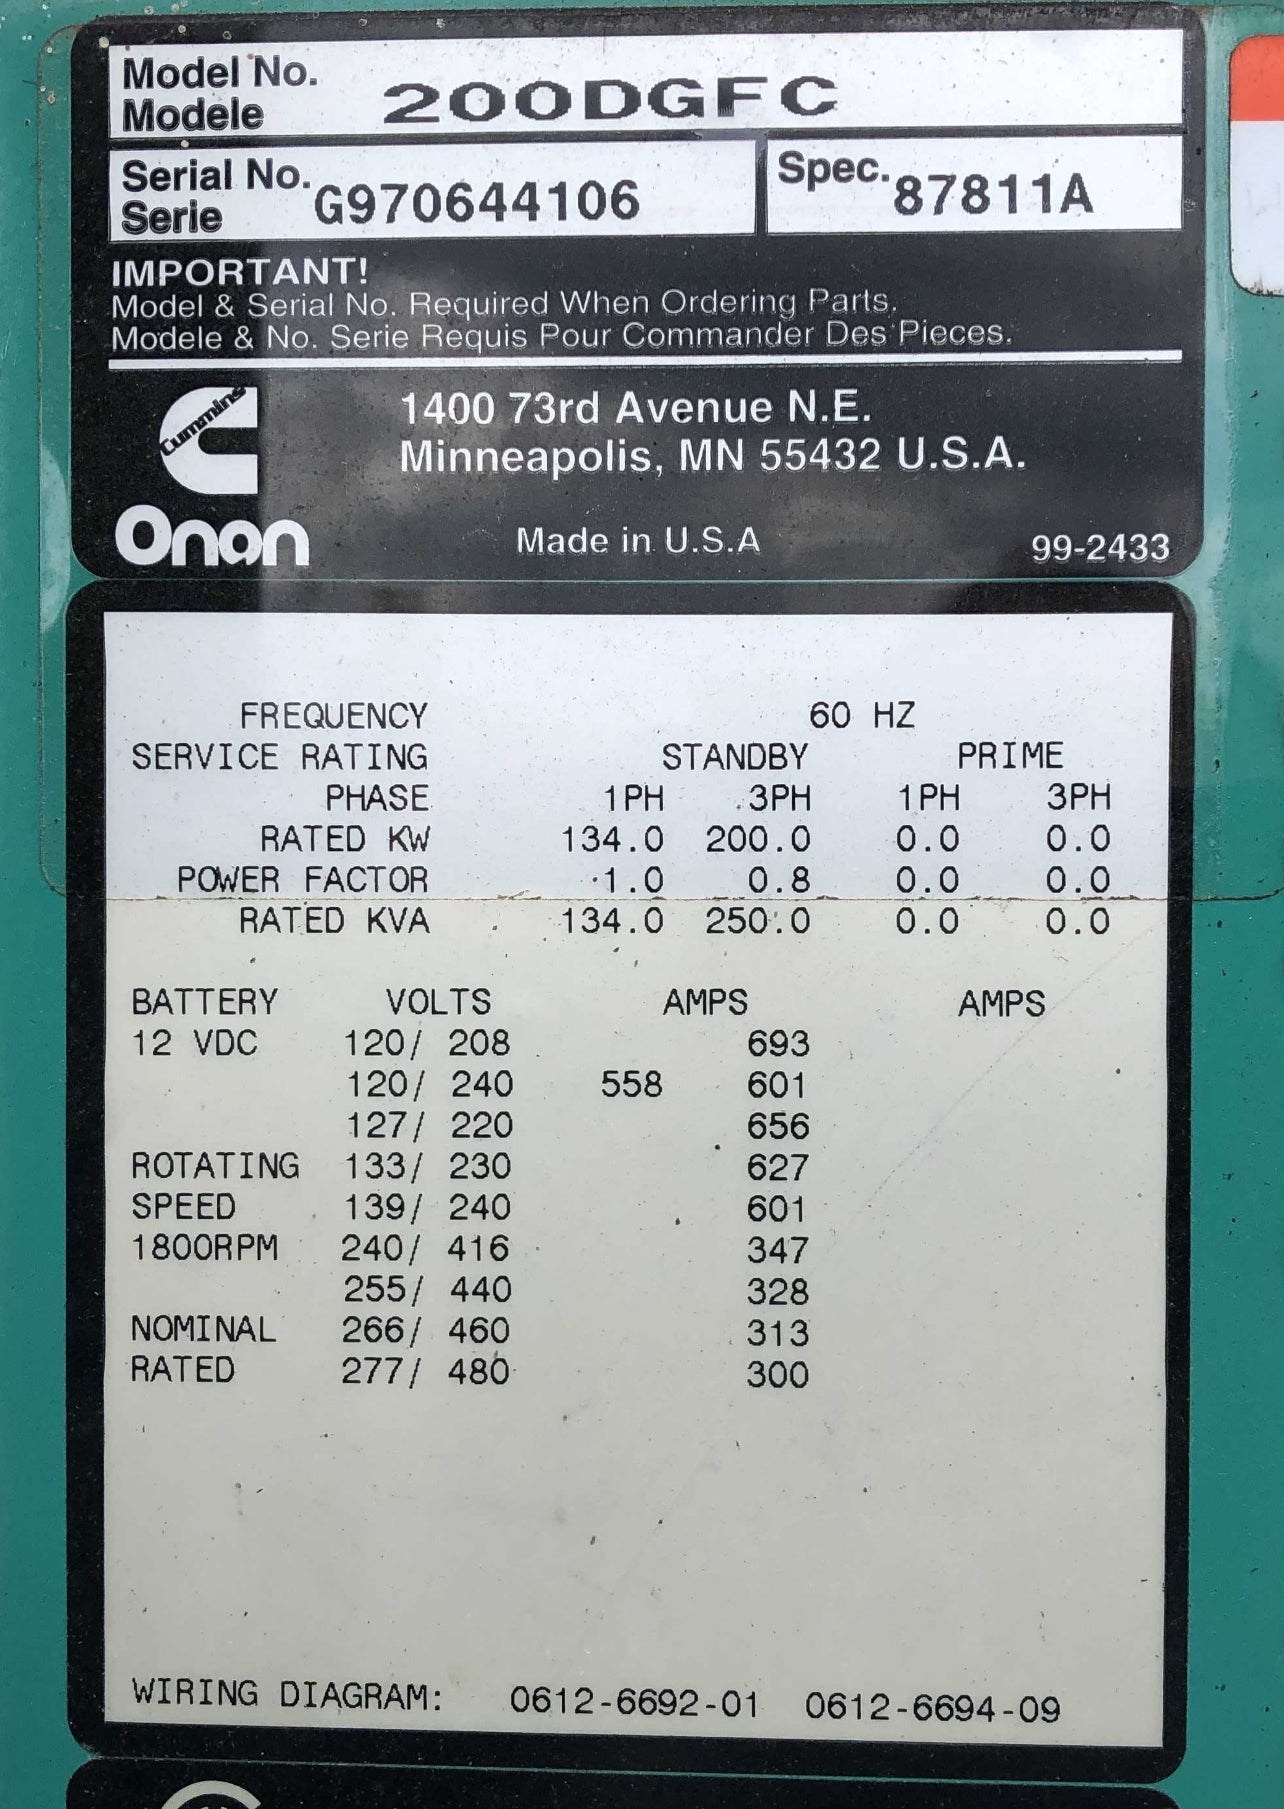 Model No.
Modele
200DGFC
Serial No.
Serie
G970644106
Spec. 87811A
IMPORTANT!
Model & Serial No. Required When Ordering Parts.
Modele & No. Serie Requis Pour Commander Des Pieces.
Cummins
Onan
1400 73rd Avenue N.E.
Minneapolis, MN 55432 U.S.A.
Made in U.S.A
99-2433
FREQUENCY 60 HZ
SERVICE RATING STANDBY PRIME
PHASE 1PH 3PH 1PH 3PH
RATED KW 134.0 200.0 0.0 0.0
POWER FACTOR 1.0 0.8 0.0 0.0
RATED KVA 134.0 250.0 0.0 0.0
BATTERY VOLTS AMPS AMPS
12 VDC 120/ 208 693
120/ 240 558 601
127/ 220 656
ROTATING 133/ 230 627
SPEED 139/ 240 601
1800RPM 240/ 416 347
255/ 440 328
NOMINAL 266/ 460 313
RATED 277/ 480 300
WIRING DIAGRAM: 0612-6692-01 0612-6694-09